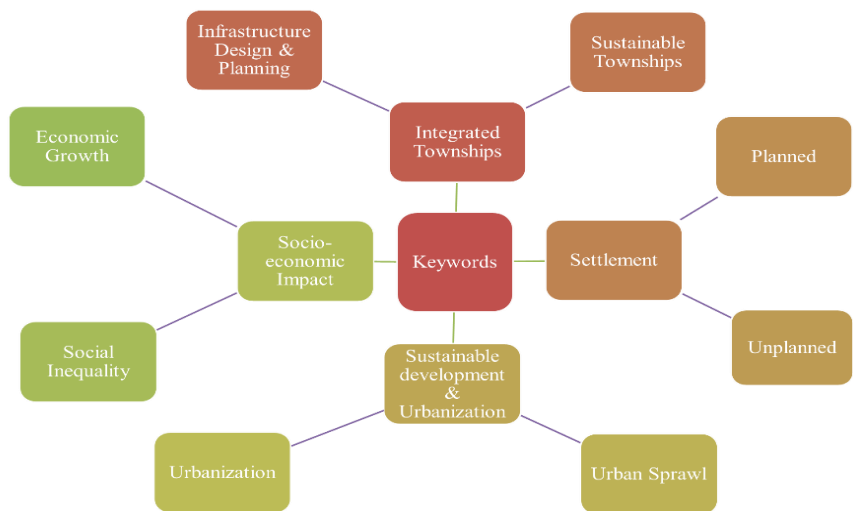 Infrastructure
Design &
Planning
Sustainable
Townships
Integrated
Townships
Economic
Growth
Planned
Socio-
economic
Impact
Keywords
Settlement
Social
Inequality
Unplanned
Sustainable
development
&
Urbanization
Urbanization
Urban Sprawl